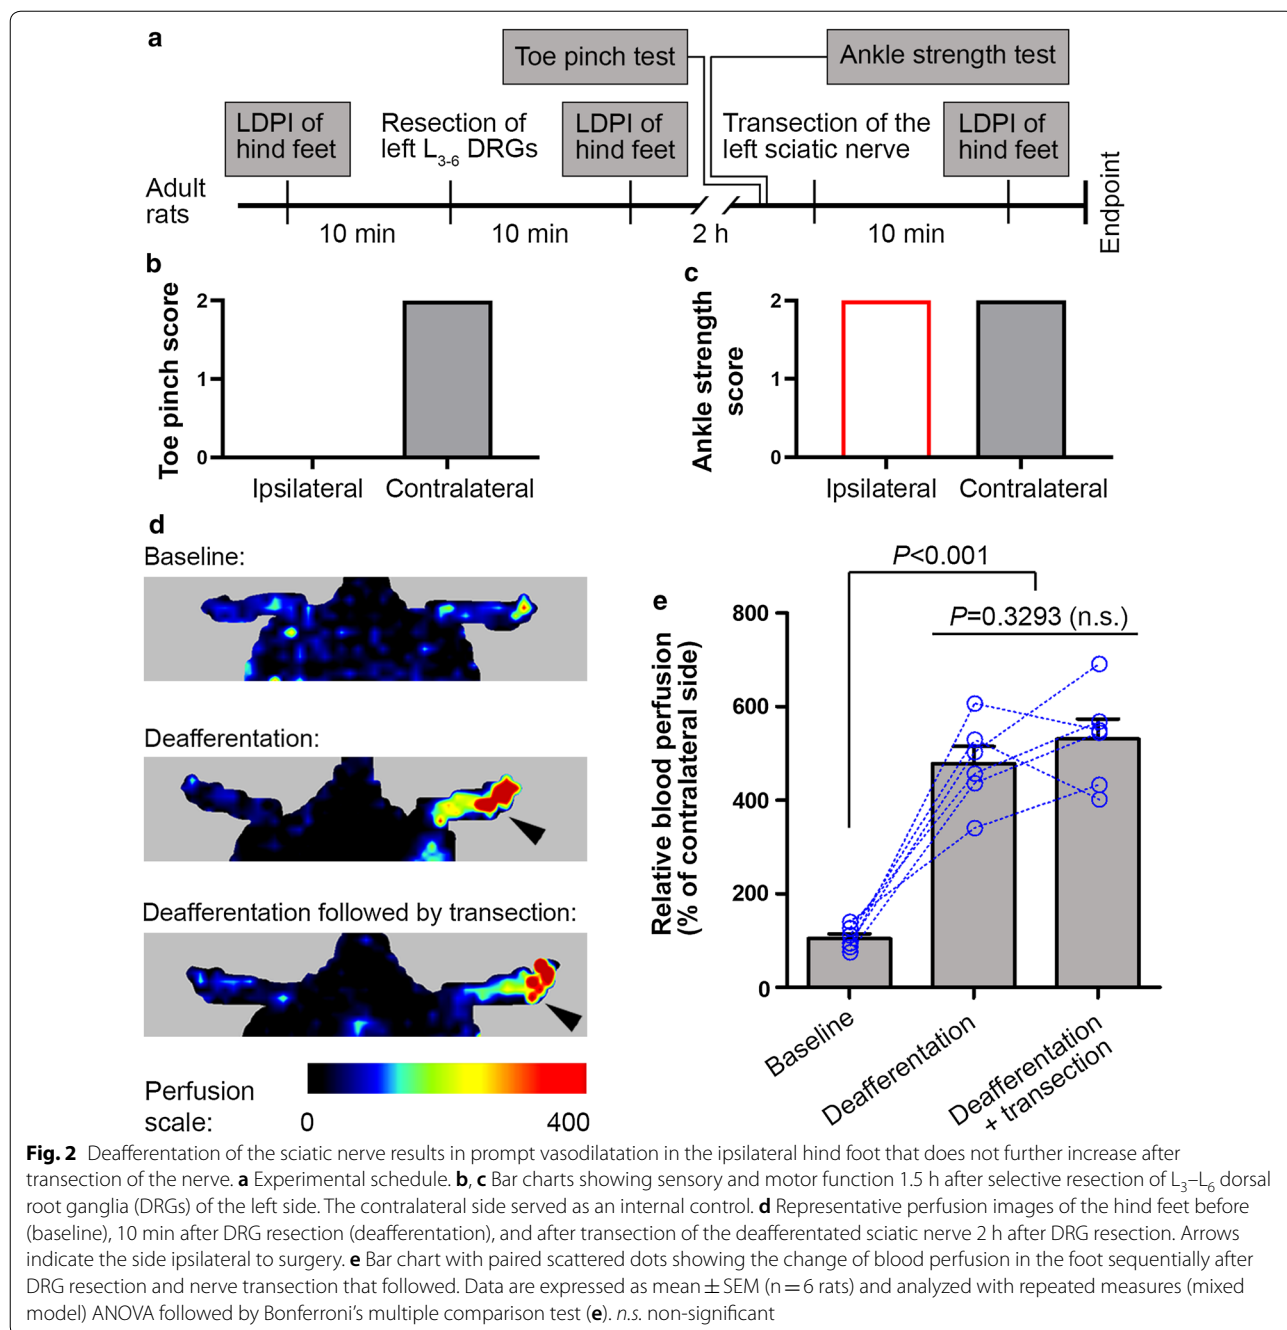 a
Toe pinch test
Ankle strength test
LDPI of
hind feet
Resection of
left L3-6 DRGs
LDPI of
hind feet
Transection of the
left sciatic nerve
LDPI of
hind feet
Adult
rats
10 min
10 min
2 h
10 min
Endpoint
b
Toe pinch score
2
1
0
Ipsilateral
Contralateral
c
Ankle strength
score
2
1
0
Ipsilateral
Contralateral
d
Baseline:
Deafferentation:
Deafferentation followed by transection:
Perfusion
scale:
0
400
e
P<0.001
P=0.3293 (n.s.)
Relative blood perfusion
(% of contralateral side)
800
600
400
200
0
Baseline
Deafferentation
Deafferentation
+ transection
Fig. 2 Deafferentation of the sciatic nerve results in prompt vasodilatation in the ipsilateral hind foot that does not further increase after
transection of the nerve. a Experimental schedule. b, c Bar charts showing sensory and motor function 1.5 h after selective resection of L3–L6 dorsal
root ganglia (DRGs) of the left side. The contralateral side served as an internal control. d Representative perfusion images of the hind feet before
(baseline), 10 min after DRG resection (deafferentation), and after transection of the deafferentated sciatic nerve 2 h after DRG resection. Arrows
indicate the side ipsilateral to surgery. e Bar chart with paired scattered dots showing the change of blood perfusion in the foot sequentially after
DRG resection and nerve transection that followed. Data are expressed as mean ± SEM (n = 6 rats) and analyzed with repeated measures (mixed
model) ANOVA followed by Bonferroni's multiple comparison test (e). n.s. non-significant